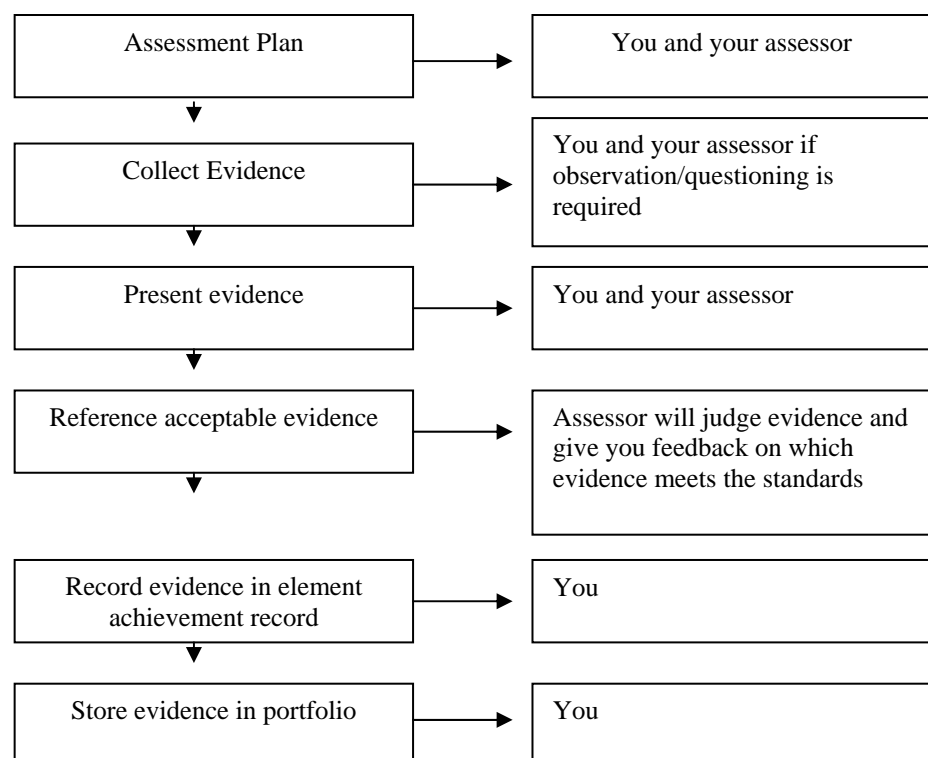 Assessment Plan
You and your assessor
Collect Evidence
You and your assessor if
observation/questioning is
required
Present evidence
You and your assessor
Reference acceptable evidence
Assessor will judge evidence and
give you feedback on which
evidence meets the standards
Record evidence in element
achievement record
You
Store evidence in portfolio
You